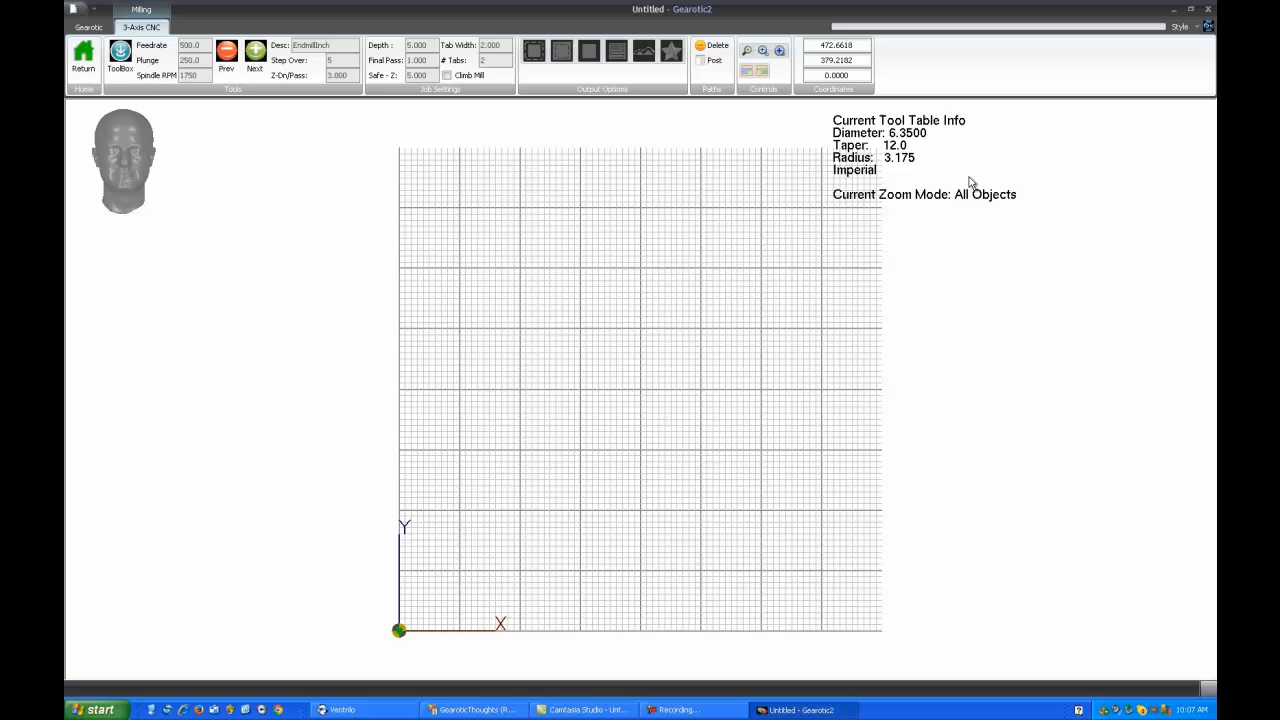 Milling
Untitled - Gearotic2
Gearotic
3-Axis CNC
Style
Return
Home
ToolBox
Feedrate 500.0
Plunge 250.0
Spindle RPM 1750
Prev
Next
Desc: EndmillInch
Step Over: 5
Z-Dn/Pass: 3.000
Tools
Depth : 5.000 Tab Width: 2.000
Final Pass: 1.000 # Tabs: 2
Safe - Z: 5.000 Climb Mill
Job Settings
Output Options
Delete
Post
Paths
Controls
472.6618
379.2182
0.0000
Coordinates
Current Tool Table Info
Diameter: 6.3500
Taper: 12.0
Radius: 3.175
Imperial
Current Zoom Mode: All Objects
Y
X
start
Ventrilo
GearoticThoughts (R...
Camtasia Studio - Unt...
Recording...
Untitled - Gearotic2
10:07 AM